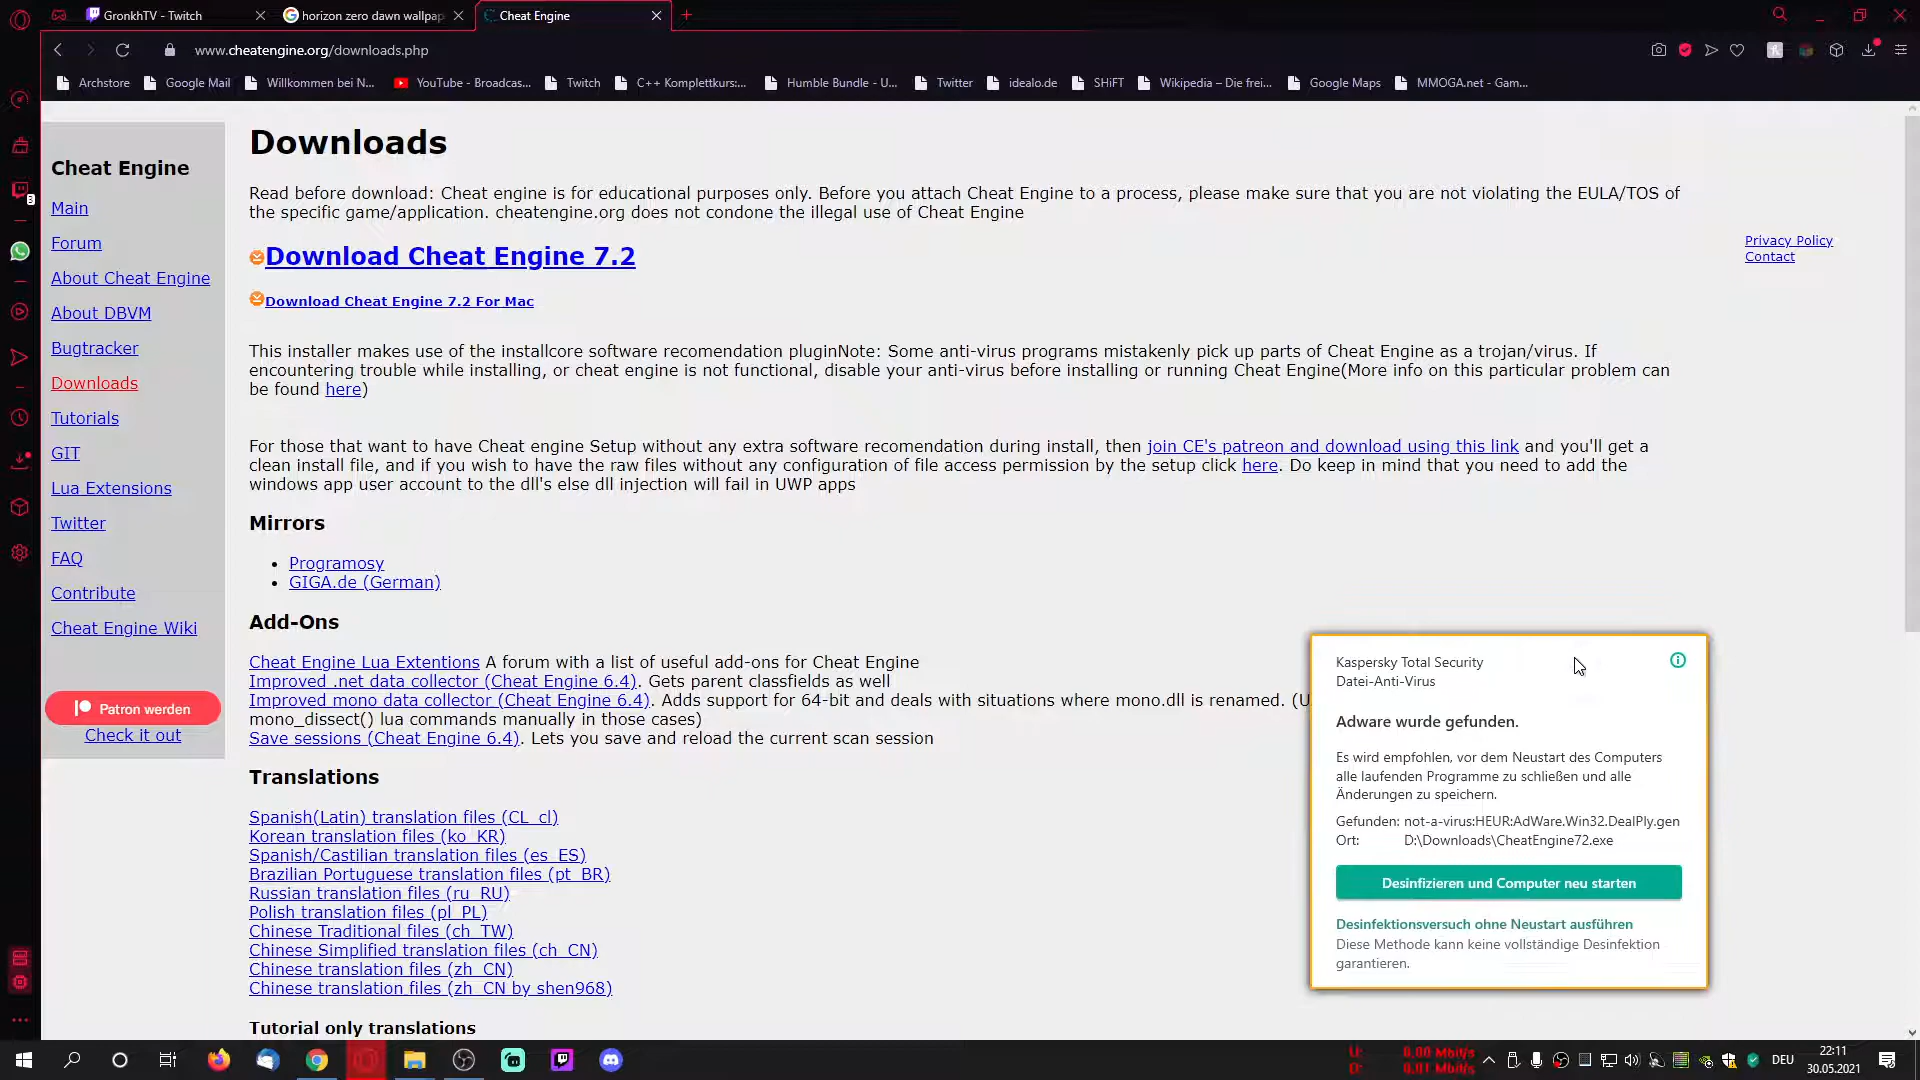 GronkhTV - Twitch
horizon zero dawn wallpap
Cheat Engine
www.cheatengine.org/downloads.php
Archstore
Google Mail
Willkommen bei N...
YouTube - Broadcas...
Twitch
C++ Komplettkurs:...
Humble Bundle - U...
Twitter
idealo.de
SHiFT
Wikipedia – Die frei...
Google Maps
MMOGA.net - Gam...
3
Cheat Engine
Main
Forum
About Cheat Engine
About DBVM
Bugtracker
Downloads
Tutorials
GIT
Lua Extensions
Twitter
FAQ
Contribute
Cheat Engine Wiki
Patron werden
Check it out
Downloads
Read before download: Cheat engine is for educational purposes only. Before you attach Cheat Engine to a process, please make sure that you are not violating the EULA/TOS of
the specific game/application. cheatengine.org does not condone the illegal use of Cheat Engine
Download Cheat Engine 7.2
Download Cheat Engine 7.2 For Mac
Privacy Policy
Contact
This installer makes use of the installcore software recomendation pluginNote: Some anti-virus programs mistakenly pick up parts of Cheat Engine as a trojan/virus. If
encountering trouble while installing, or cheat engine is not functional, disable your anti-virus before installing or running Cheat Engine(More info on this particular problem can
be found here)
For those that want to have Cheat engine Setup without any extra software recomendation during install, then join CE's patreon and download using this link and you'll get a
clean install file, and if you wish to have the raw files without any configuration of file access permission by the setup click here. Do keep in mind that you need to add the
windows app user account to the dll's else dll injection will fail in UWP apps
Mirrors
• Programosy
• GIGA.de (German)
Add-Ons
Cheat Engine Lua Extentions A forum with a list of useful add-ons for Cheat Engine
Improved .net data collector (Cheat Engine 6.4). Gets parent classfields as well
Improved mono data collector (Cheat Engine 6.4). Adds support for 64-bit and deals with situations where mono.dll is renamed. (U
mono_dissect() lua commands manually in those cases)
Save sessions (Cheat Engine 6.4). Lets you save and reload the current scan session
Translations
Spanish(Latin) translation files (CL_cl)
Korean translation files (ko_KR)
Spanish/Castilian translation files (es_ES)
Brazilian Portuguese translation files (pt_BR)
Russian translation files (ru_RU)
Polish translation files (pl_PL)
Chinese Traditional files (ch_TW)
Chinese Simplified translation files (ch_CN)
Chinese translation files (zh_CN)
Chinese translation files (zh_CN by shen968)
Tutorial only translations
Kaspersky Total Security
Datei-Anti-Virus
Adware wurde gefunden.
Es wird empfohlen, vor dem Neustart des Computers
alle laufenden Programme zu schließen und alle
Änderungen zu speichern.
Gefunden: not-a-virus:HEUR:AdWare.Win32.DealPly.gen
Ort: D:\Downloads\CheatEngine72.exe
Desinfizieren und Computer neu starten
Desinfektionsversuch ohne Neustart ausführen
Diese Methode kann keine vollständige Desinfektion
garantieren.
U: 0.00 Mbit/s
D: 0.01 Mbit/s
DEU
22:11
30.05.2021